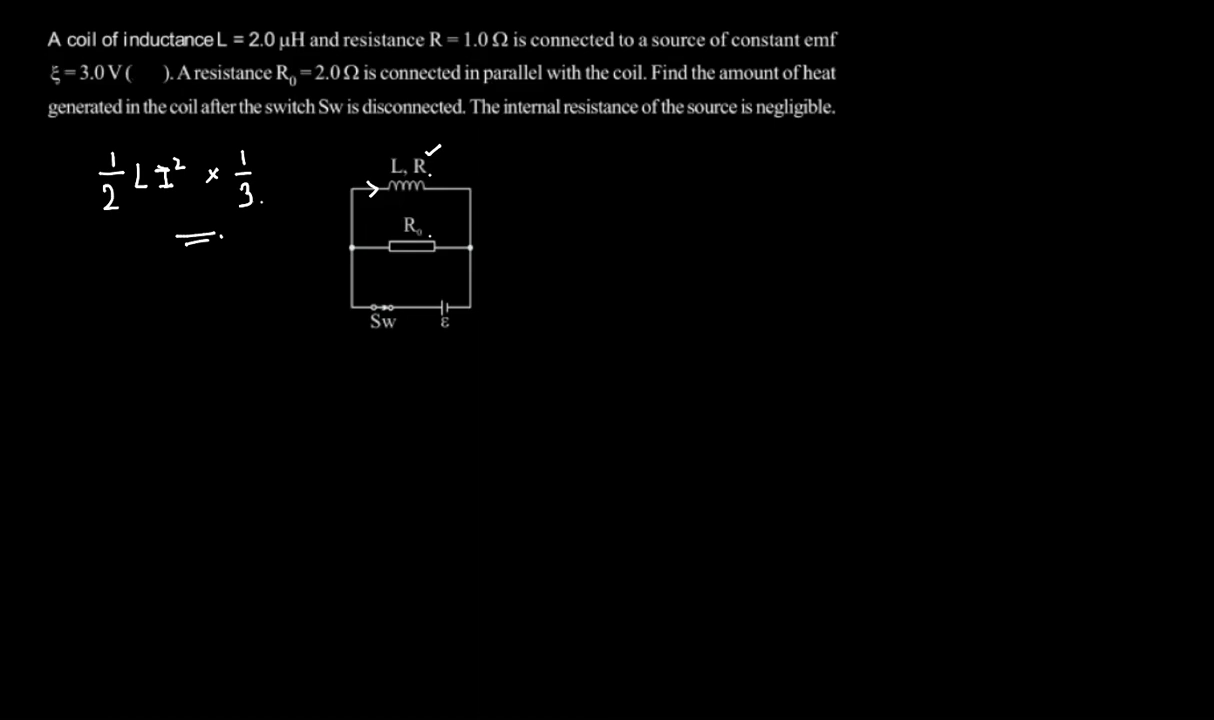 A coil of inductance L = 2.0 μH and resistance R = 1.0 Ω is connected to a source of constant emf
ξ = 3.0 V ( ). A resistance R₀ = 2.0 Ω is connected in parallel with the coil. Find the amount of heat
generated in the coil after the switch Sw is disconnected. The internal resistance of the source is negligible.
1/2 L I² × 1/3.
L, R
R₀
Sw ε